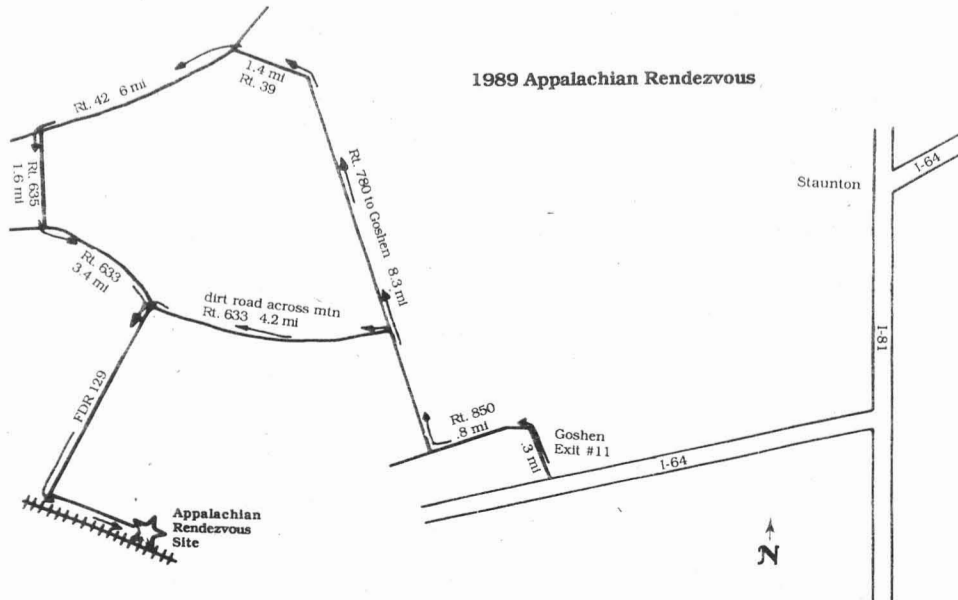 1989 Appalachian Rendezvous
1.4 mi
Rt. 39
Rt. 42 6 mi
Rt. 635
1.6 mi
Rt. 780 to Goshen 8.3 mi
Staunton
I-64
Rt. 633
3.4 mi
dirt road across mtn
Rt. 633 4.2 mi
I-81
FDR 129
Rt. 850
.8 mi
.3 mi
Goshen
Exit #11
I-64
Appalachian
Rendezvous
Site
N